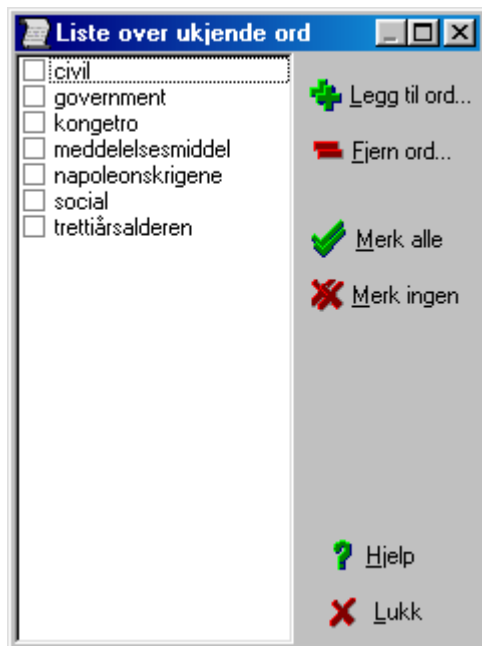 Liste over ukjende ord
civil
government
kongetro
meddelelsesmiddel
napoleonskrigene
social
trettiårsalderen
Legg til ord...
Fjern ord...
Merk alle
Merk ingen
Hjelp
Lukk